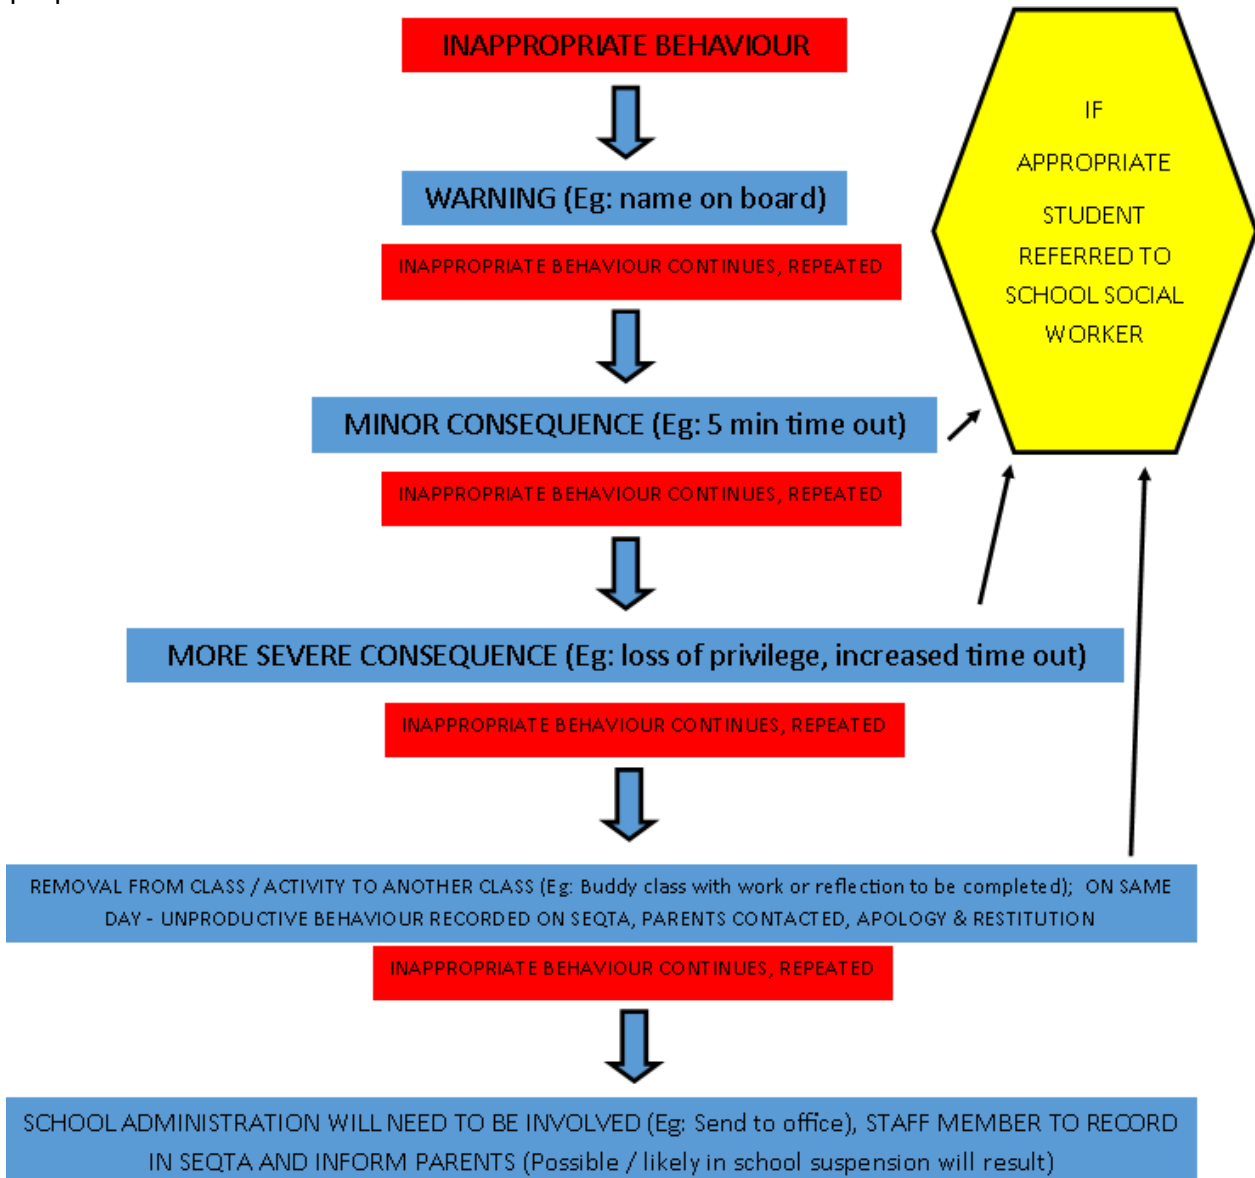 INAPPROPRIATE BEHAVIOUR
WARNING (Eg: name on board)
INAPPROPRIATE BEHAVIOUR CONTINUES, REPEATED
MINOR CONSEQUENCE (Eg: 5 min time out)
INAPPROPRIATE BEHAVIOUR CONTINUES, REPEATED
MORE SEVERE CONSEQUENCE (Eg: loss of privilege, increased time out)
INAPPROPRIATE BEHAVIOUR CONTINUES, REPEATED
REMOVAL FROM CLASS / ACTIVITY TO ANOTHER CLASS (Eg: Buddy class with work or reflection to be completed); ON SAME
DAY - UNPRODUCTIVE BEHAVIOUR RECORDED ON SEQTA, PARENTS CONTACTED, APOLOGY & RESTITUTION
INAPPROPRIATE BEHAVIOUR CONTINUES, REPEATED
SCHOOL ADMINISTRATION WILL NEED TO BE INVOLVED (Eg: Send to office), STAFF MEMBER TO RECORD
IN SEQTA AND INFORM PARENTS (Possible / likely in school suspension will result)
IF
APPROPRIATE
STUDENT
REFERRED TO
SCHOOL SOCIAL
WORKER